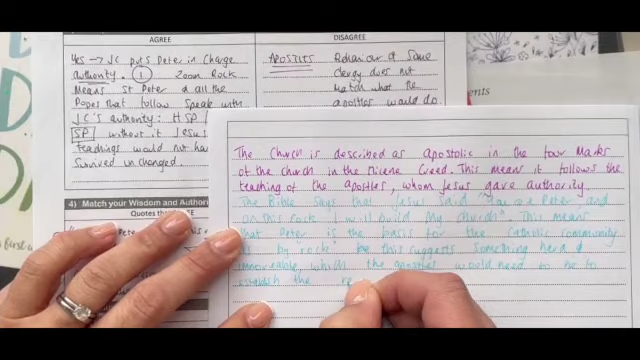 AGREE
DISAGREE
Yes → JC puts Peter in Charge
authority. ① Zoom Rock
Means St Peter & all the
Popes that follow speak with
JC's authority: HSP
without it Jesus
teachings would not ha
Survived unchanged.
APOSTLES Behaviour of Some
clergy does not
match what the
apostles would do.
4) Match your Wisdom and Author
Quotes
The Church is described as apostolic in the four Marks
of the church in the Nicene Creed. This means it follows the
teaching of the apostles, whom Jesus gave authority.
The Bible Says that Jesus Said "You are Peter and
on this rock I will build My church". This means
that Peter is the basis for the Catholic community
by "rock" this suggests Something hard &
immoveable, which the apostles would need to be to
establish the re